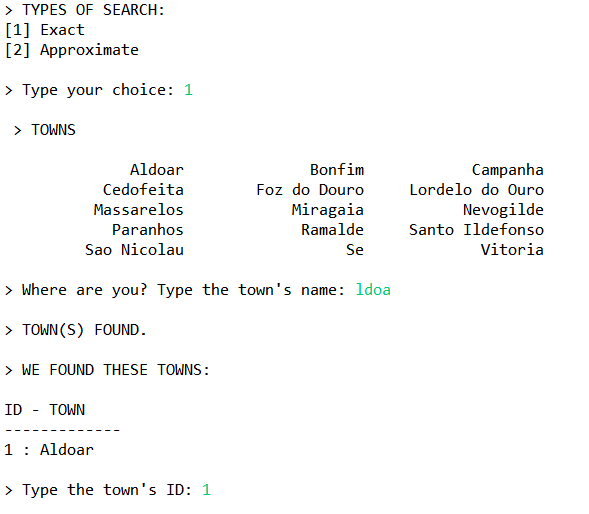 > TYPES OF SEARCH:
[1] Exact
[2] Approximate
> Type your choice: 1
> TOWNS
Aldoar Bonfim Campanha
Cedofeita Foz do Douro Lordelo do Ouro
Massarelos Miragaia Nevogilde
Paranhos Ramalde Santo Ildefonso
Sao Nicolau Se Vitoria
> Where are you? Type the town's name: ldoa
> TOWN(S) FOUND.
> WE FOUND THESE TOWNS:
ID - TOWN
-------------
1 : Aldoar
> Type the town's ID: 1